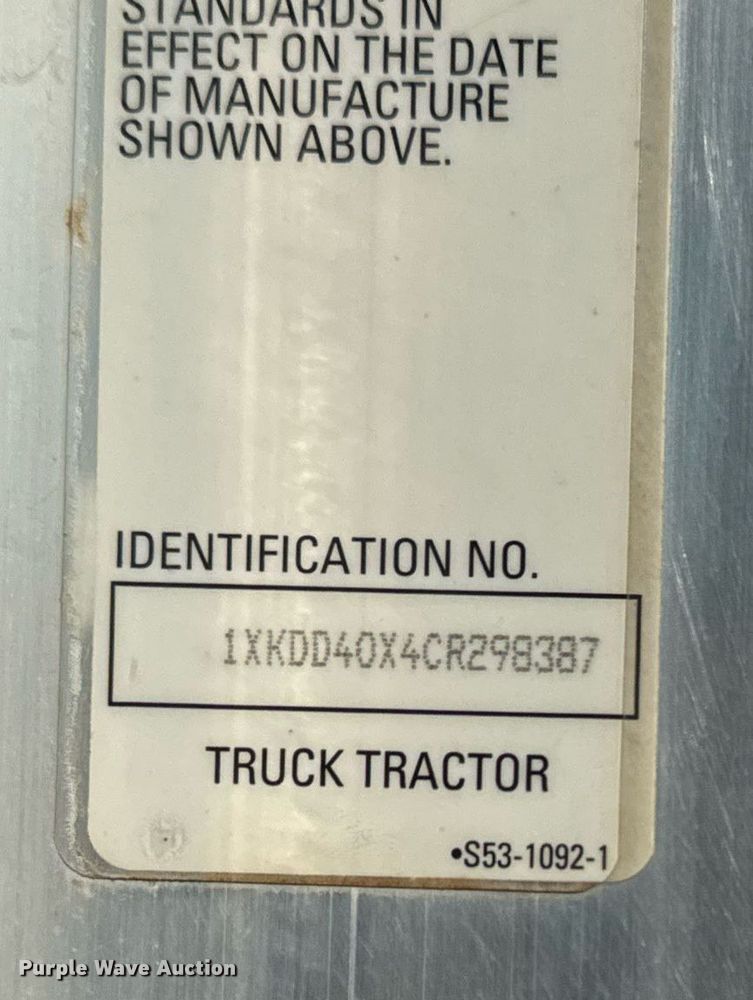 STANDARDS IN
EFFECT ON THE DATE
OF MANUFACTURE
SHOWN ABOVE.
IDENTIFICATION NO.
1XKDD40X4CR298387
TRUCK TRACTOR
•S53-1092-1
Purple Wave Auction